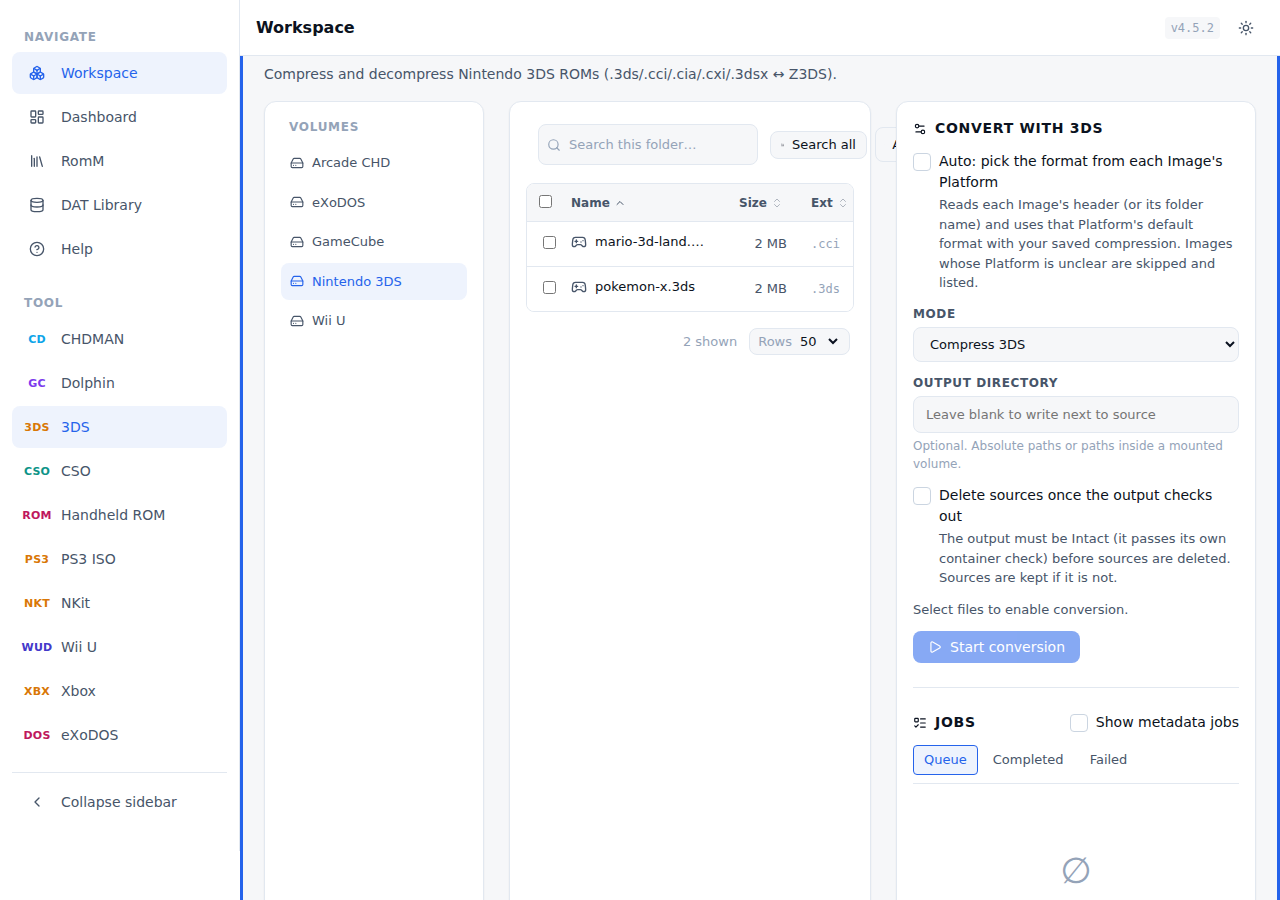 NAVIGATE
Workspace
Dashboard
RomM
DAT Library
Help
TOOL
CD CHDMAN
GC Dolphin
3DS 3DS
CSO CSO
ROM Handheld ROM
PS3 PS3 ISO
NKT NKit
WUD Wii U
XBX Xbox
DOS eXoDOS
Collapse sidebar
Workspace
v4.5.2
Compress and decompress Nintendo 3DS ROMs (.3ds/.cci/.cia/.cxi/.3dsx ↔ Z3DS).
VOLUMES
Arcade CHD
eXoDOS
GameCube
Nintendo 3DS
Wii U
Search this folder…
Search all
Name Size Ext
mario-3d-land.… 2 MB .cci
pokemon-x.3ds 2 MB .3ds
2 shown Rows 50
CONVERT WITH 3DS
Auto: pick the format from each Image's
Platform
Reads each Image's header (or its folder
name) and uses that Platform's default
format with your saved compression. Images
whose Platform is unclear are skipped and
listed.
MODE
Compress 3DS
OUTPUT DIRECTORY
Leave blank to write next to source
Optional. Absolute paths or paths inside a mounted
volume.
Delete sources once the output checks
out
The output must be Intact (it passes its own
container check) before sources are deleted.
Sources are kept if it is not.
Select files to enable conversion.
Start conversion
JOBS
Show metadata jobs
Queue Completed Failed